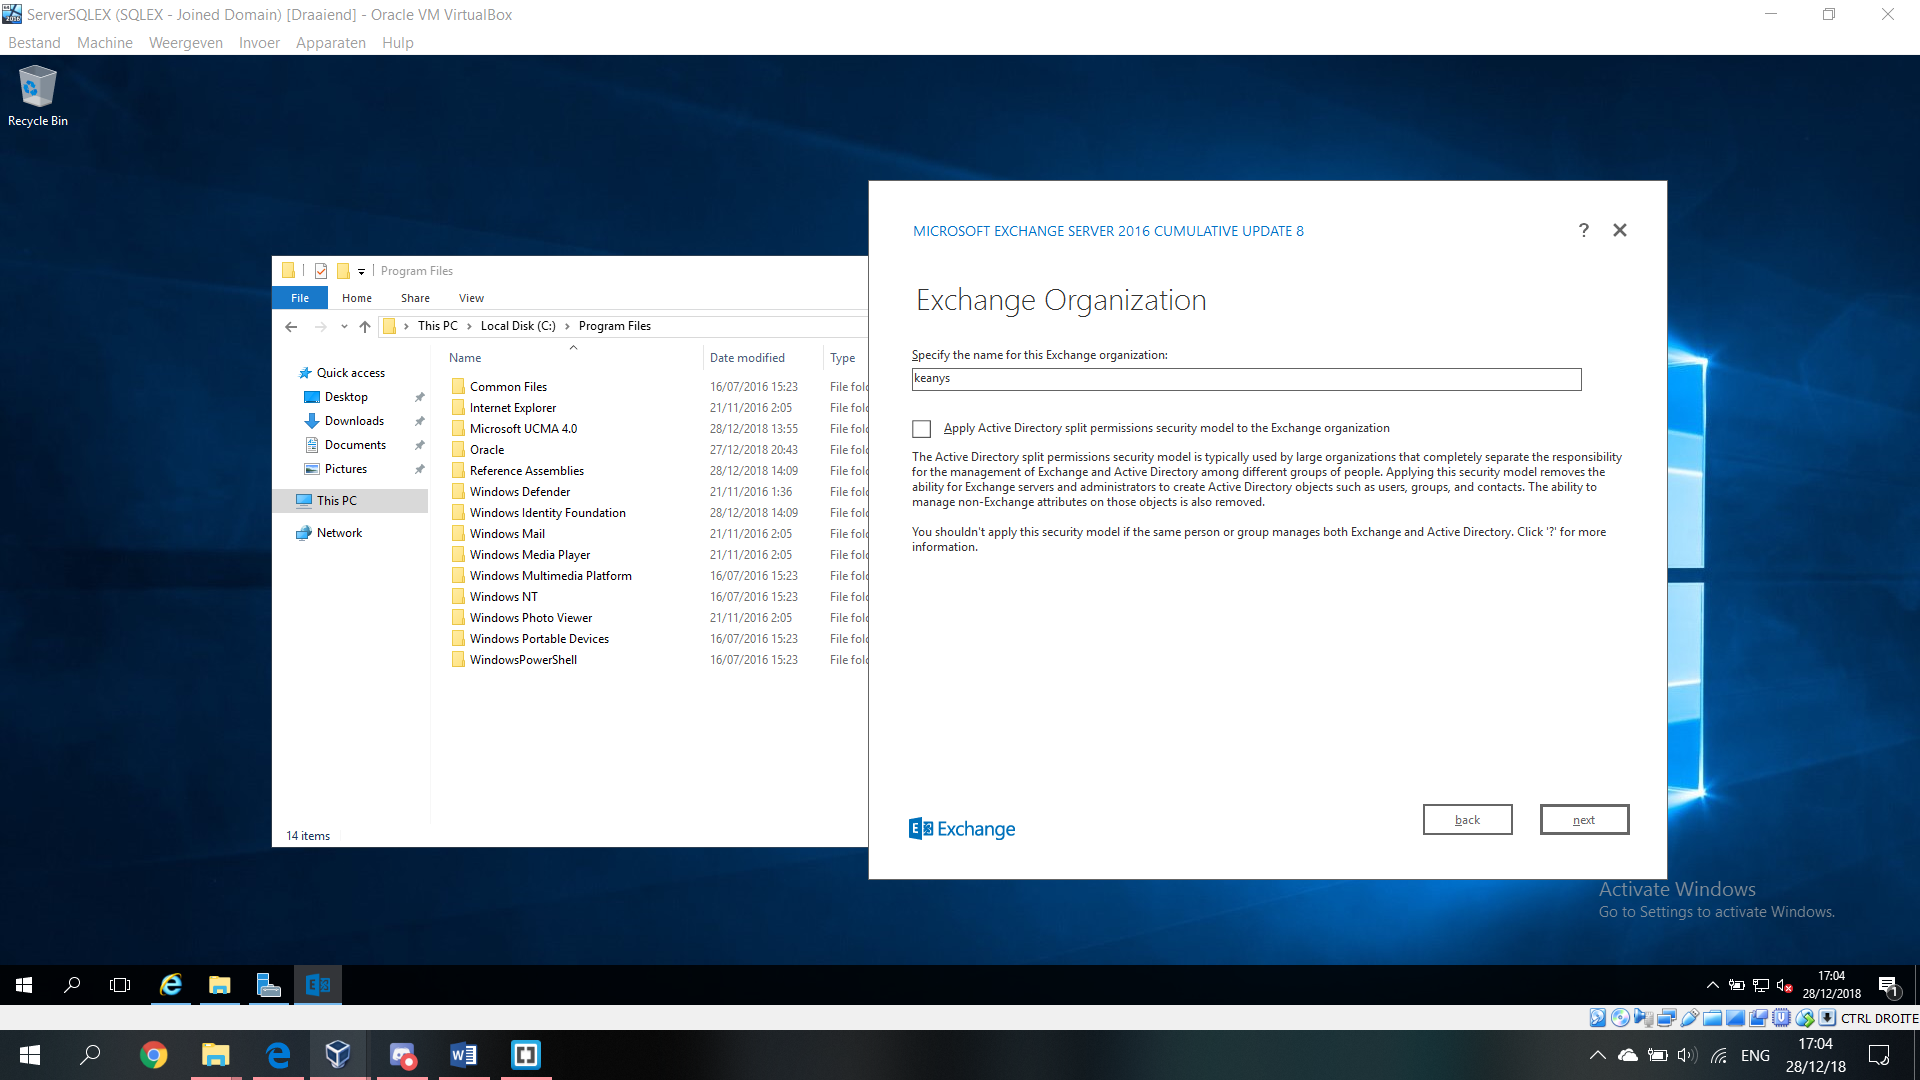 ServerSQLEX (SQLEX - Joined Domain) [Draaiend] - Oracle VM VirtualBox
Bestand Machine Weergeven Invoer Apparaten Hulp
Recycle Bin
Program Files
File Home Share View
This PC > Local Disk (C:) > Program Files
Name Date modified Type
Quick access
Desktop
Downloads
Documents
Pictures
This PC
Network
Common Files 16/07/2016 15:23 File fol
Internet Explorer 21/11/2016 2:05 File fol
Microsoft UCMA 4.0 28/12/2018 13:55 File fol
Oracle 27/12/2018 20:43 File fol
Reference Assemblies 28/12/2018 14:09 File fol
Windows Defender 21/11/2016 1:36 File fol
Windows Identity Foundation 28/12/2018 14:09 File fol
Windows Mail 21/11/2016 2:05 File fol
Windows Media Player 21/11/2016 2:05 File fol
Windows Multimedia Platform 16/07/2016 15:23 File fol
Windows NT 16/07/2016 15:23 File fol
Windows Photo Viewer 21/11/2016 2:05 File fol
Windows Portable Devices 16/07/2016 15:23 File fol
WindowsPowerShell 16/07/2016 15:23 File fol
14 items
MICROSOFT EXCHANGE SERVER 2016 CUMULATIVE UPDATE 8
?
Exchange Organization
Specify the name for this Exchange organization:
keanys
Apply Active Directory split permissions security model to the Exchange organization
The Active Directory split permissions security model is typically used by large organizations that completely separate the responsibility
for the management of Exchange and Active Directory among different groups of people. Applying this security model removes the
ability for Exchange servers and administrators to create Active Directory objects such as users, groups, and contacts. The ability to
manage non-Exchange attributes on those objects is also removed.
You shouldn't apply this security model if the same person or group manages both Exchange and Active Directory. Click '?' for more
information.
Exchange
back next
Activate Windows
Go to Settings to activate Windows.
17:04
28/12/2018
1
CTRL DROITE
ENG
17:04
28/12/18